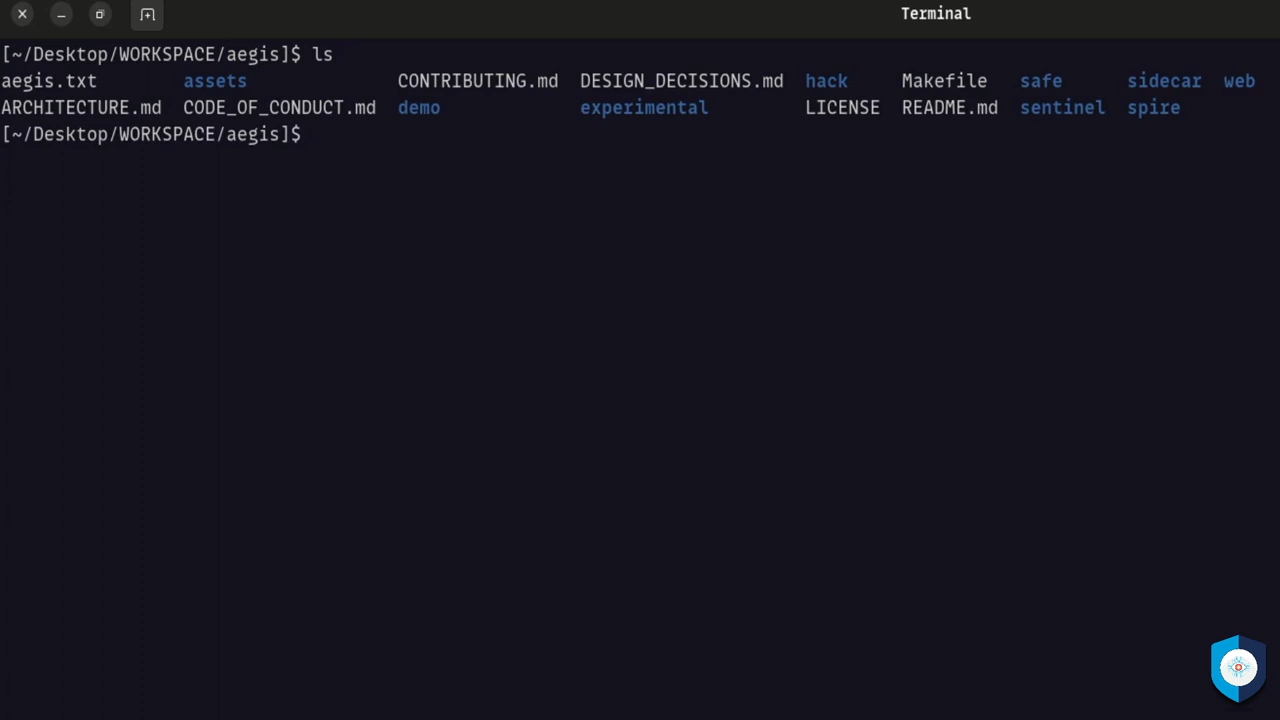 Terminal
[~/Desktop/WORKSPACE/aegis]$ ls
aegis.txt assets CONTRIBUTING.md DESIGN_DECISIONS.md hack Makefile safe sidecar web
ARCHITECTURE.md CODE_OF_CONDUCT.md demo experimental LICENSE README.md sentinel spire
[~/Desktop/WORKSPACE/aegis]$